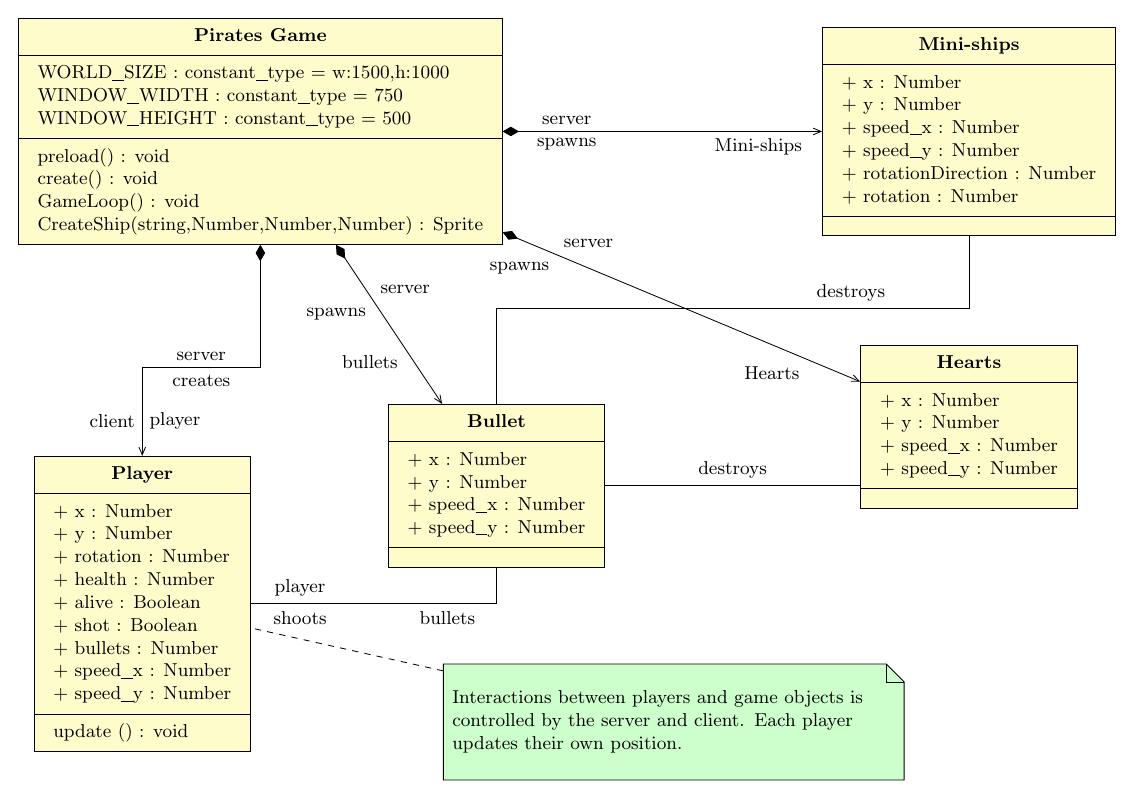 Pirates Game
WORLD_SIZE : constant_type = w:1500,h:1000
WINDOW_WIDTH : constant_type = 750
WINDOW_HEIGHT : constant_type = 500
preload() : void
create() : void
GameLoop() : void
CreateShip(string,Number,Number,Number) : Sprite
server
spawns
Mini-ships
Mini-ships
+ x : Number
+ y : Number
+ speed_x : Number
+ speed_y : Number
+ rotationDirection : Number
+ rotation : Number
server
spawns
Hearts
destroys
server
spawns
bullets
server
creates
client
player
Hearts
+ x : Number
+ y : Number
+ speed_x : Number
+ speed_y : Number
Bullet
+ x : Number
+ y : Number
+ speed_x : Number
+ speed_y : Number
destroys
Player
+ x : Number
+ y : Number
+ rotation : Number
+ health : Number
+ alive : Boolean
+ shot : Boolean
+ bullets : Number
+ speed_x : Number
+ speed_y : Number
update () : void
player
shoots
bullets
Interactions between players and game objects is
controlled by the server and client. Each player
updates their own position.